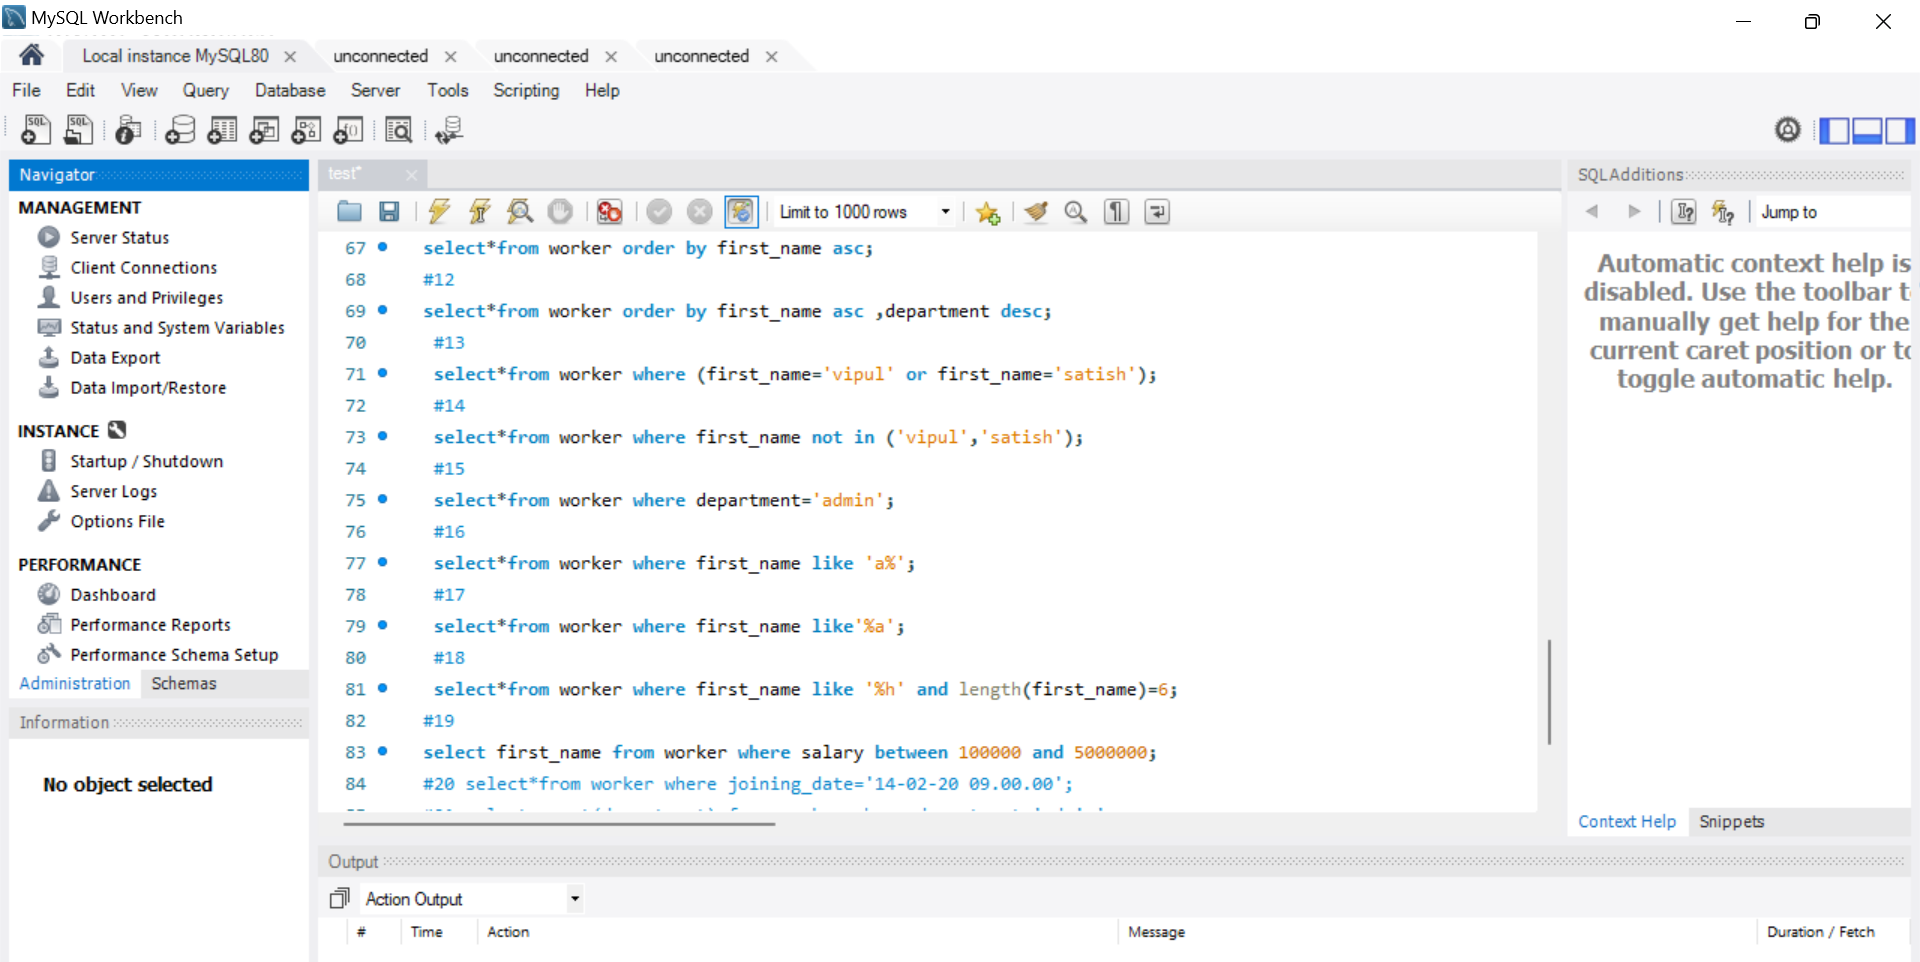 MySQL Workbench
Local instance MySQL80
unconnected
unconnected
unconnected
File Edit View Query Database Server Tools Scripting Help
Navigator
MANAGEMENT
Server Status
Client Connections
Users and Privileges
Status and System Variables
Data Export
Data Import/Restore
INSTANCE
Startup / Shutdown
Server Logs
Options File
PERFORMANCE
Dashboard
Performance Reports
Performance Schema Setup
Administration Schemas
Information
No object selected
test*
Limit to 1000 rows
67 select*from worker order by first_name asc;
68 #12
69 select*from worker order by first_name asc ,department desc;
70 #13
71 select*from worker where (first_name='vipul' or first_name='satish');
72 #14
73 select*from worker where first_name not in ('vipul','satish');
74 #15
75 select*from worker where department='admin';
76 #16
77 select*from worker where first_name like 'a%';
78 #17
79 select*from worker where first_name like'%a';
80 #18
81 select*from worker where first_name like '%h' and length(first_name)=6;
82 #19
83 select first_name from worker where salary between 100000 and 5000000;
84 #20 select*from worker where joining_date='14-02-20 09.00.00';
SQLAdditions
Jump to
Automatic context help is
disabled. Use the toolbar t
manually get help for the
current caret position or to
toggle automatic help.
Context Help Snippets
Output
Action Output
# Time Action Message Duration / Fetch